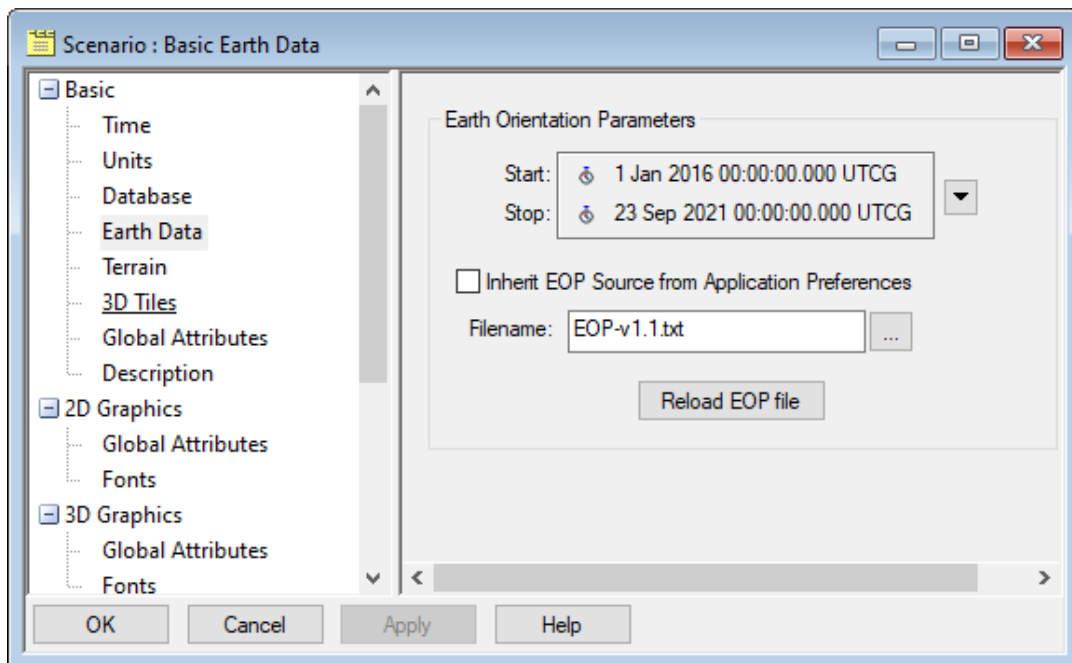 Scenario : Basic Earth Data
Basic
Time
Units
Database
Earth Data
Terrain
3D Tiles
Global Attributes
Description
2D Graphics
Global Attributes
Fonts
3D Graphics
Global Attributes
Fonts
Earth Orientation Parameters
Start: 1 Jan 2016 00:00:00.000 UTCG
Stop: 23 Sep 2021 00:00:00.000 UTCG
Inherit EOP Source from Application Preferences
Filename: EOP-v1.1.txt ...
Reload EOP file
OK Cancel Apply Help